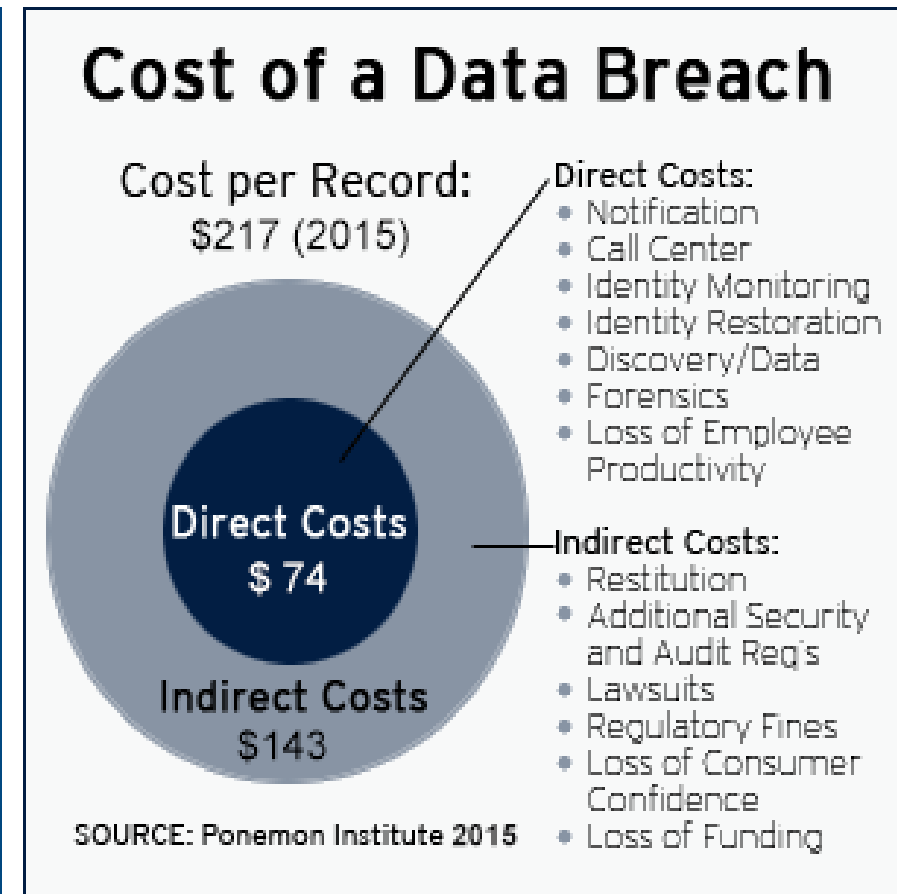 Cost of a Data Breach
Cost per Record:
$217 (2015)
Direct Costs
$ 74
Indirect Costs
$143
SOURCE: Ponemon Institute 2015
Direct Costs:
• Notification
• Call Center
• Identity Monitoring
• Identity Restoration
• Discovery/Data
• Forensics
• Loss of Employee
Productivity
Indirect Costs:
• Restitution
• Additional Security
and Audit Req's
• Lawsuits
• Regulatory Fines
• Loss of Consumer
Confidence
• Loss of Funding